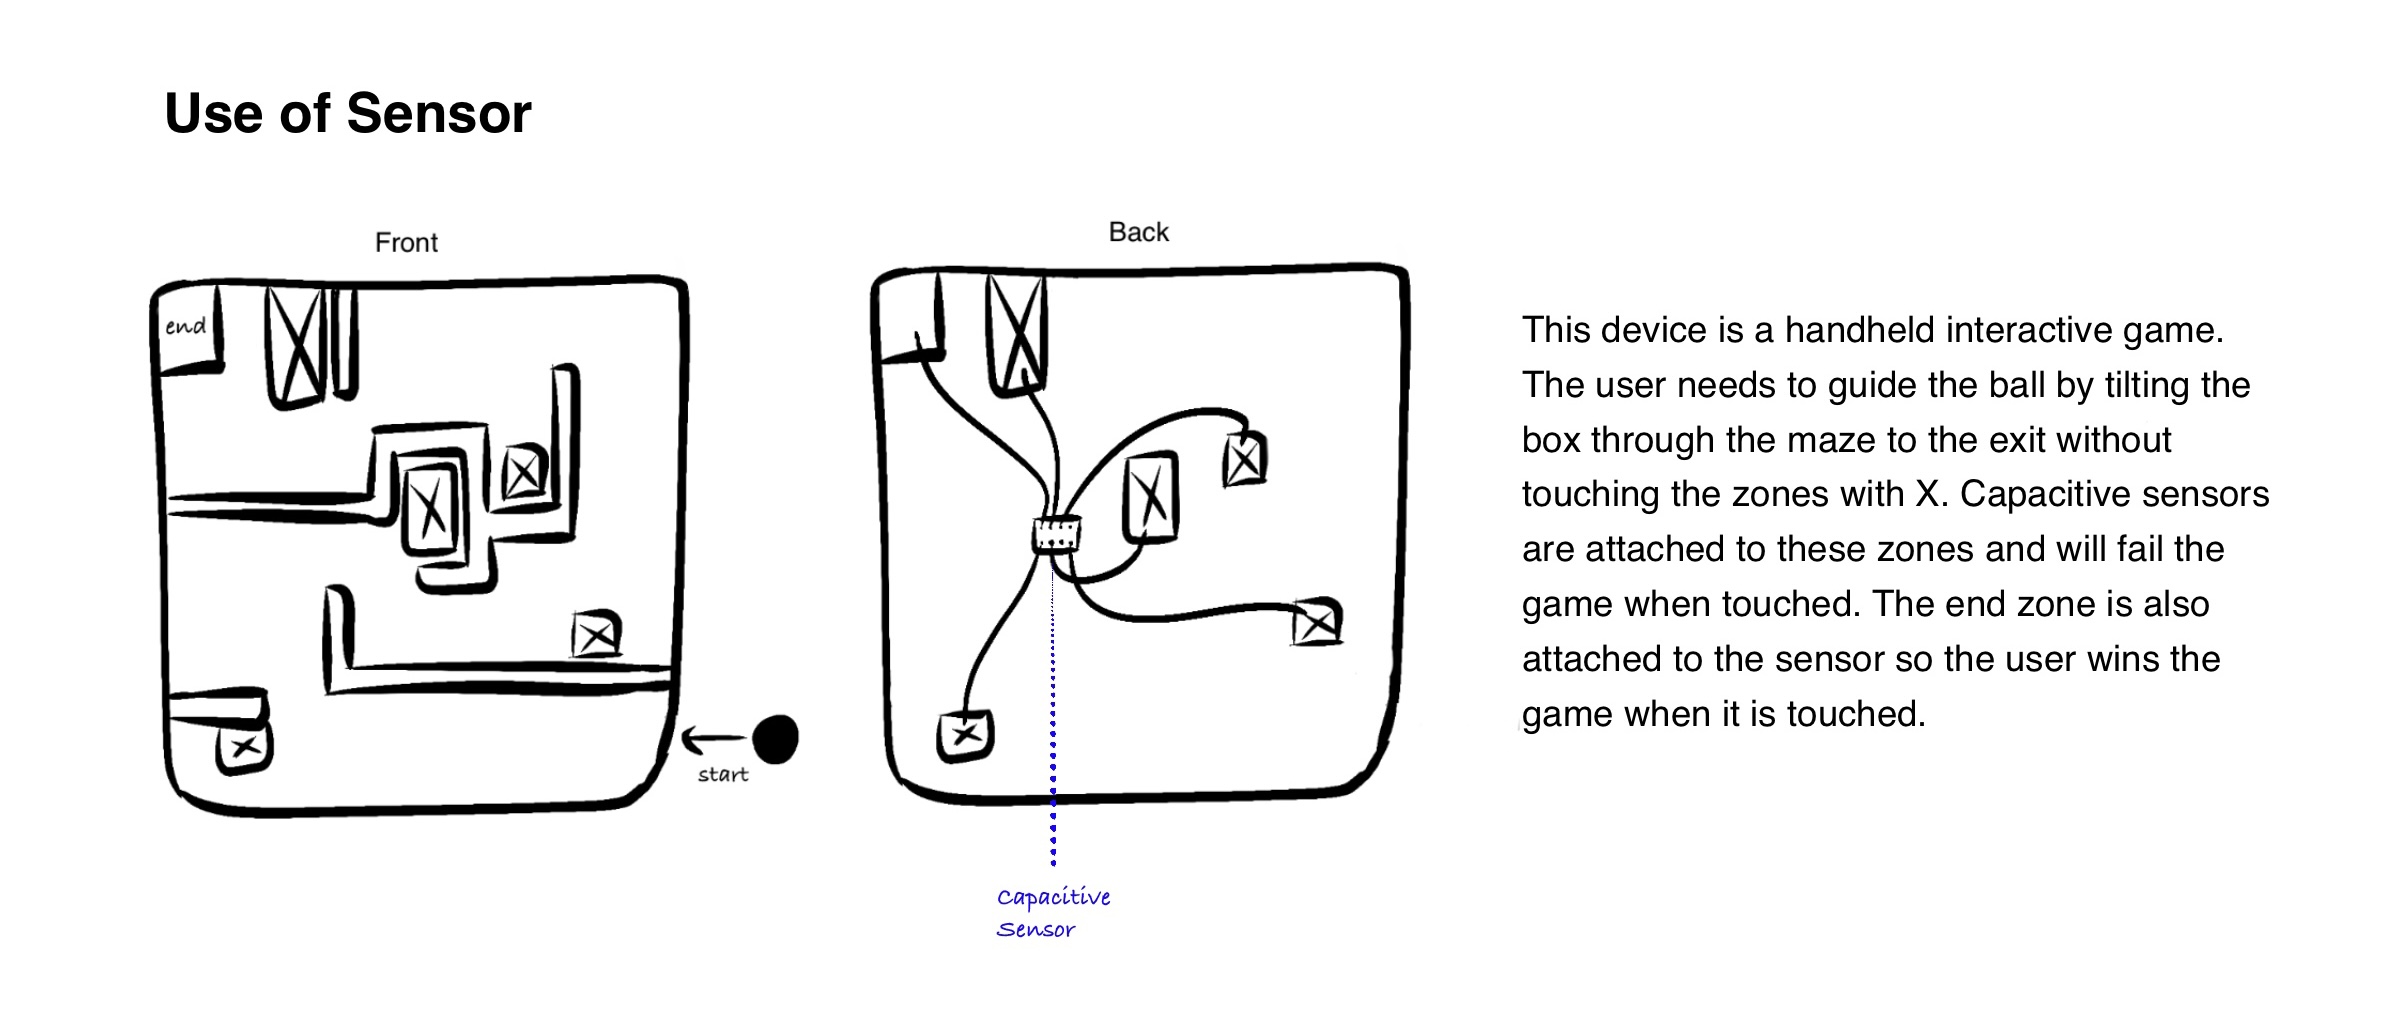 Use of Sensor
Front
Back
end
X
X
X
X
X
start
X
X
X
X
X
Capacitive
Sensor
This device is a handheld interactive game.
The user needs to guide the ball by tilting the
box through the maze to the exit without
touching the zones with X. Capacitive sensors
are attached to these zones and will fail the
game when touched. The end zone is also
attached to the sensor so the user wins the
game when it is touched.